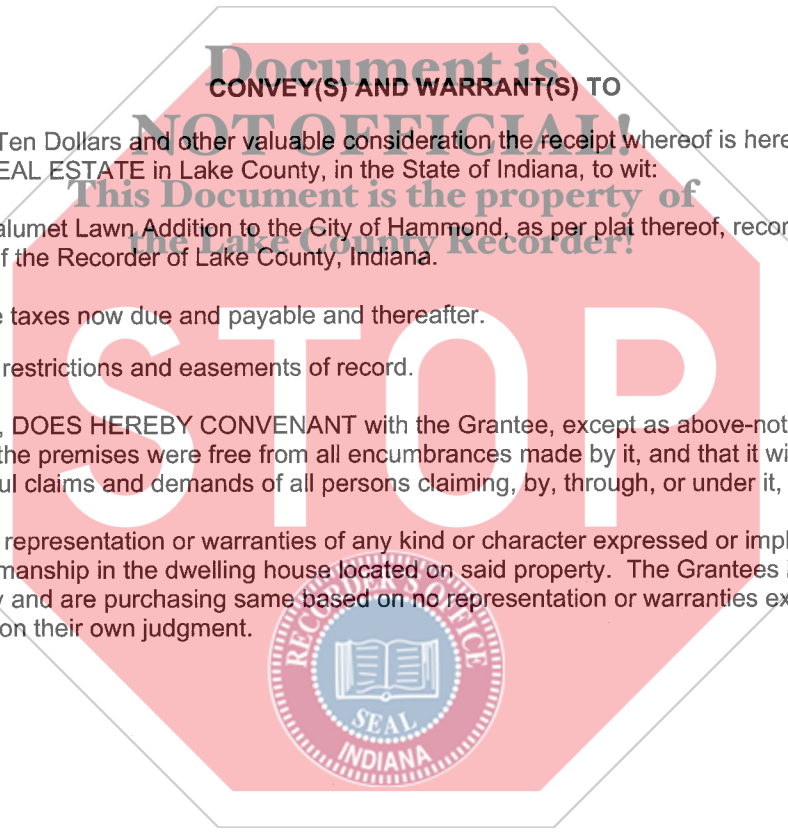 Document is
CONVEY(S) AND WARRANT(S) TO
Ten Dollars and other valuable consideration the receipt whereof is here
NOT OFFICIAL!
EAL ESTATE in Lake County, in the State of Indiana, to wit:
This Document is the property of
alumet Lawn Addition to the City of Hammond, as per plat thereof, recor
the Lake County Recorder!
f the Recorder of Lake County, Indiana.
e taxes now due and payable and thereafter.
restrictions and easements of record.
STOP
, DOES HEREBY CONVENANT with the Grantee, except as above-not
the premises were free from all encumbrances made by it, and that it wi
ul claims and demands of all persons claiming, by, through, or under it,
representation or warranties of any kind or character expressed or impl
manship in the dwelling house located on said property. The Grantees
y and are purchasing same based on no representation or warranties ex
on their own judgment.
RECORDER'S OFFICE
SEAL
INDIANA